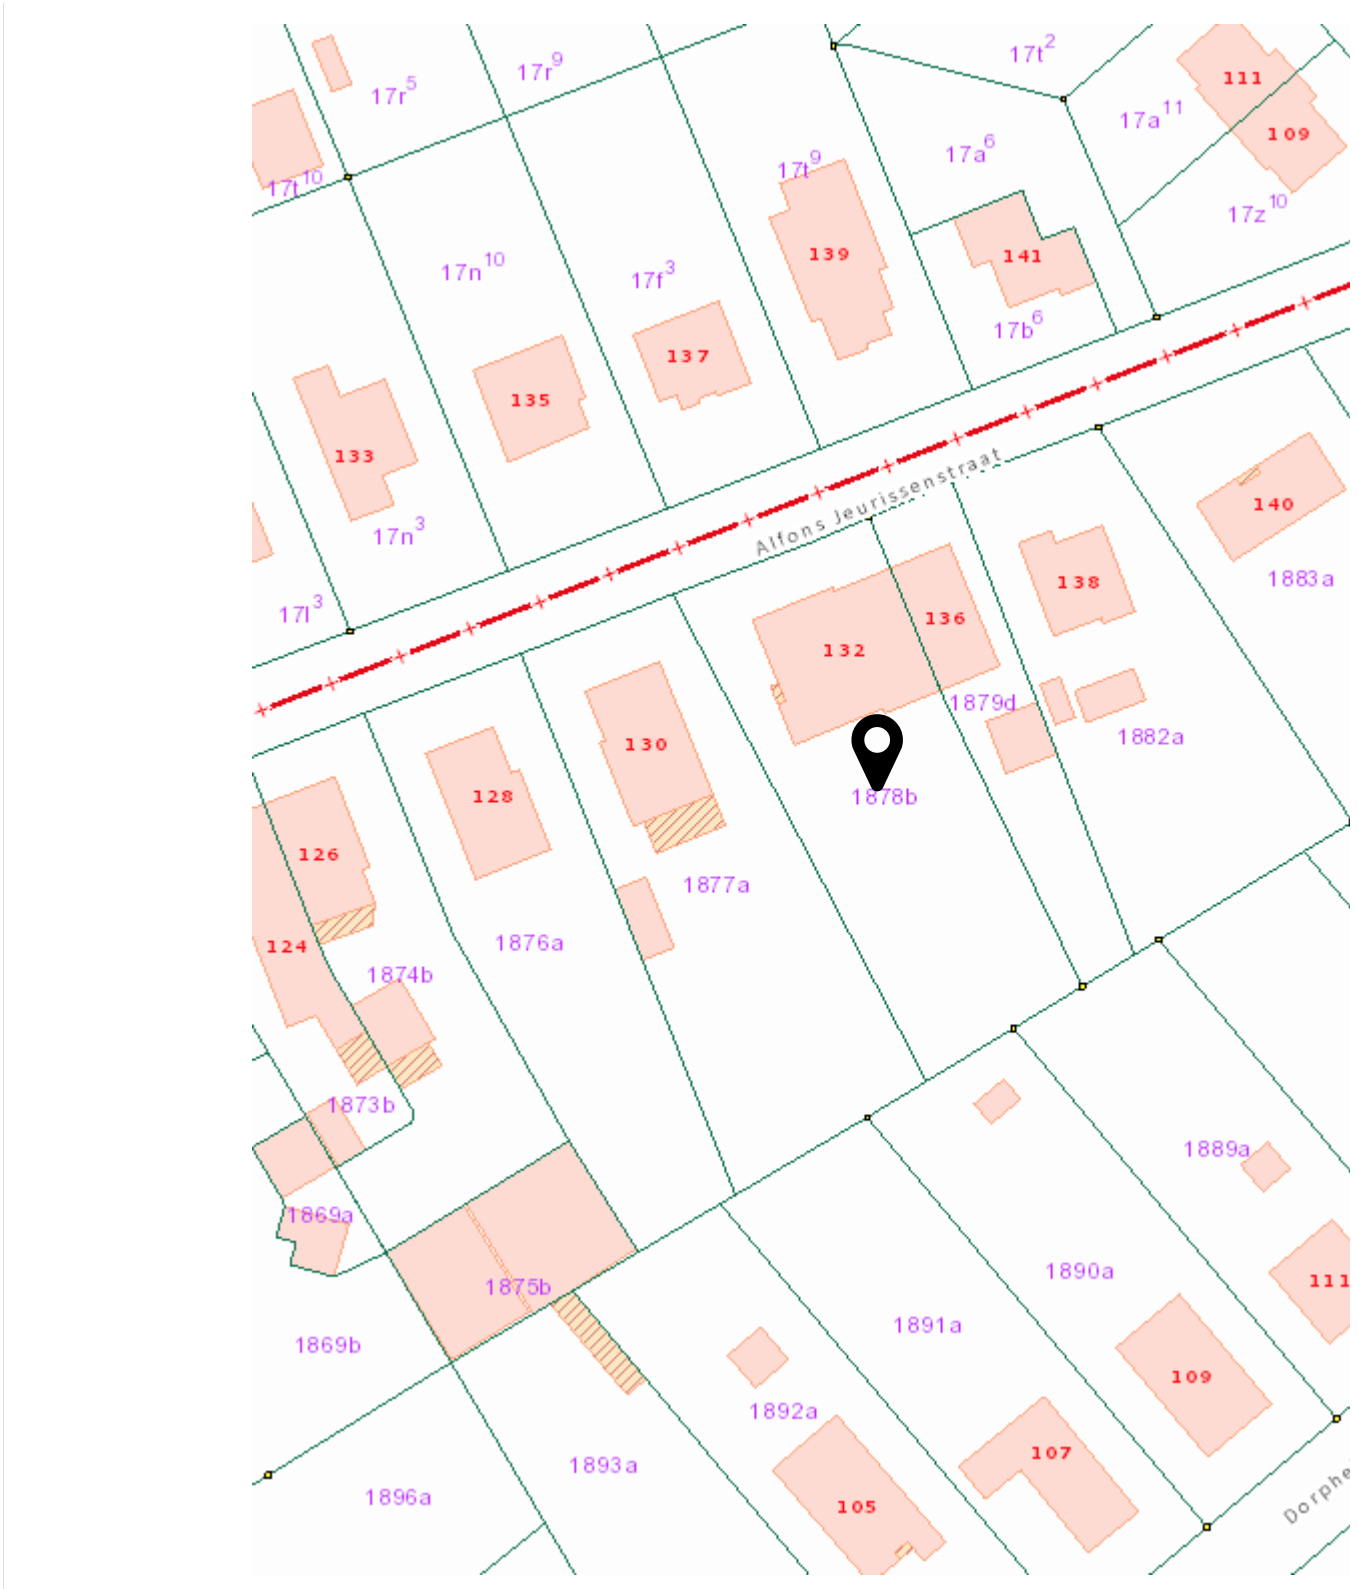 17t²
17r⁹
111
17r⁵
17a¹¹
109
17a⁶
17t⁹
17t¹⁰
17z¹⁰
139
141
17n¹⁰
17f³
17b⁶
137
135
133
Alfons Jeurissenstraat
140
17n³
1883a
138
17l³
136
132
1879d
1882a
130
128
1878b
126
1877a
124
1876a
1874b
1873b
1889a
1869a
1890a
111
1875b
1891a
1869b
109
1892a
107
1893a
Dorphe
1896a
105